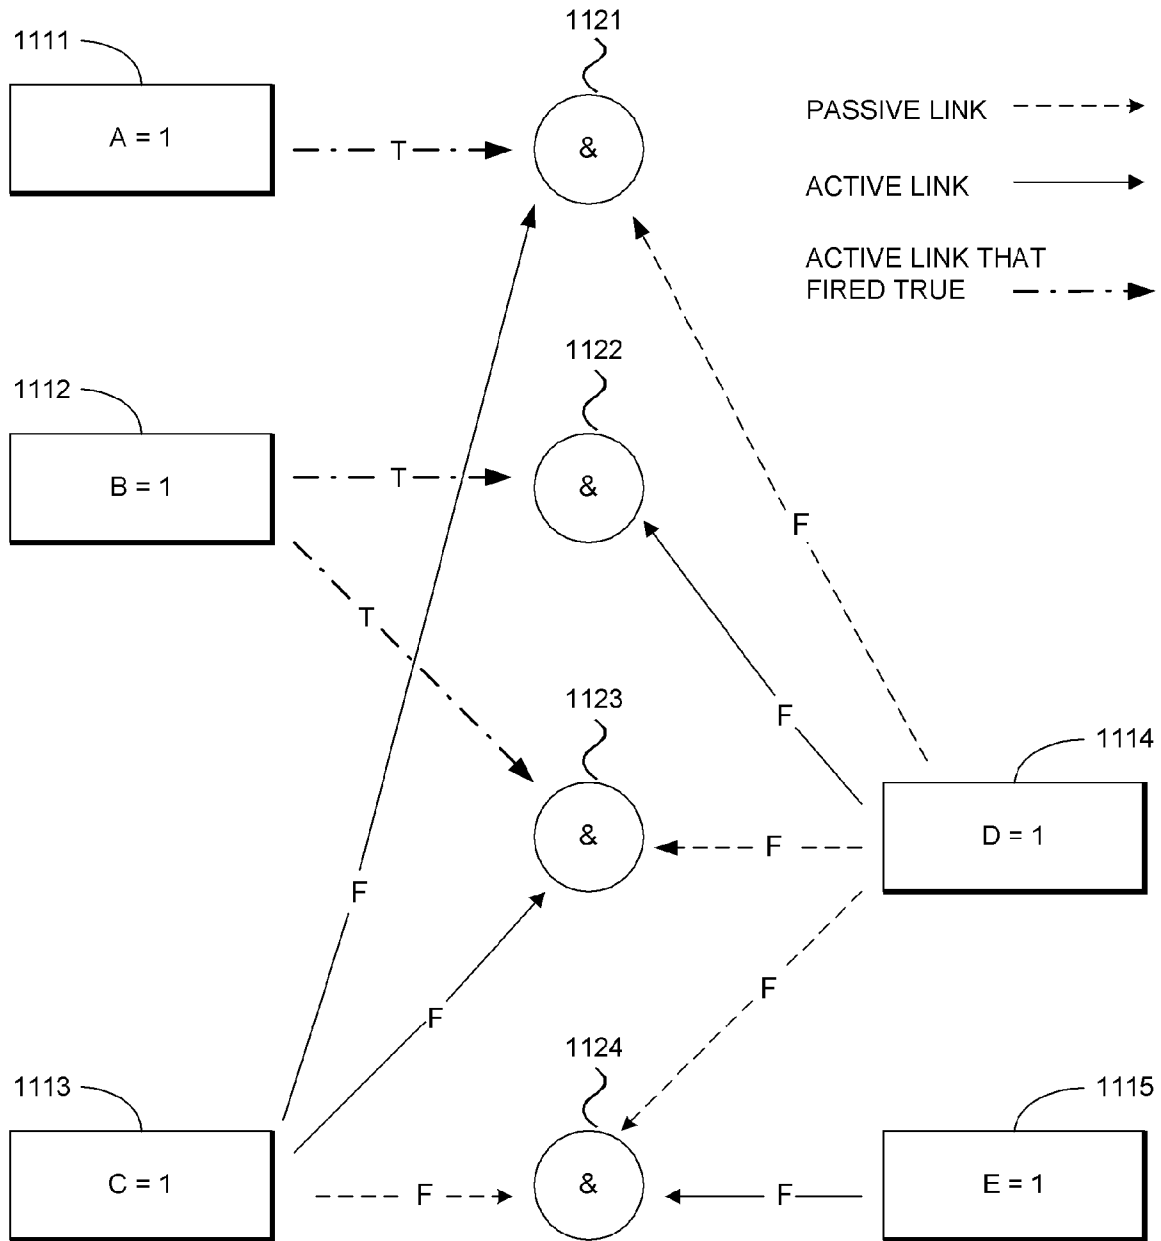 1121
1111
PASSIVE LINK
A = 1
T
&
ACTIVE LINK
ACTIVE LINK THAT
FIRED TRUE
1122
1112
B = 1
T
&
F
T
1123
F
1114
&
F
D = 1
F
F
F
1124
1113
1115
C = 1
F
&
F
E = 1